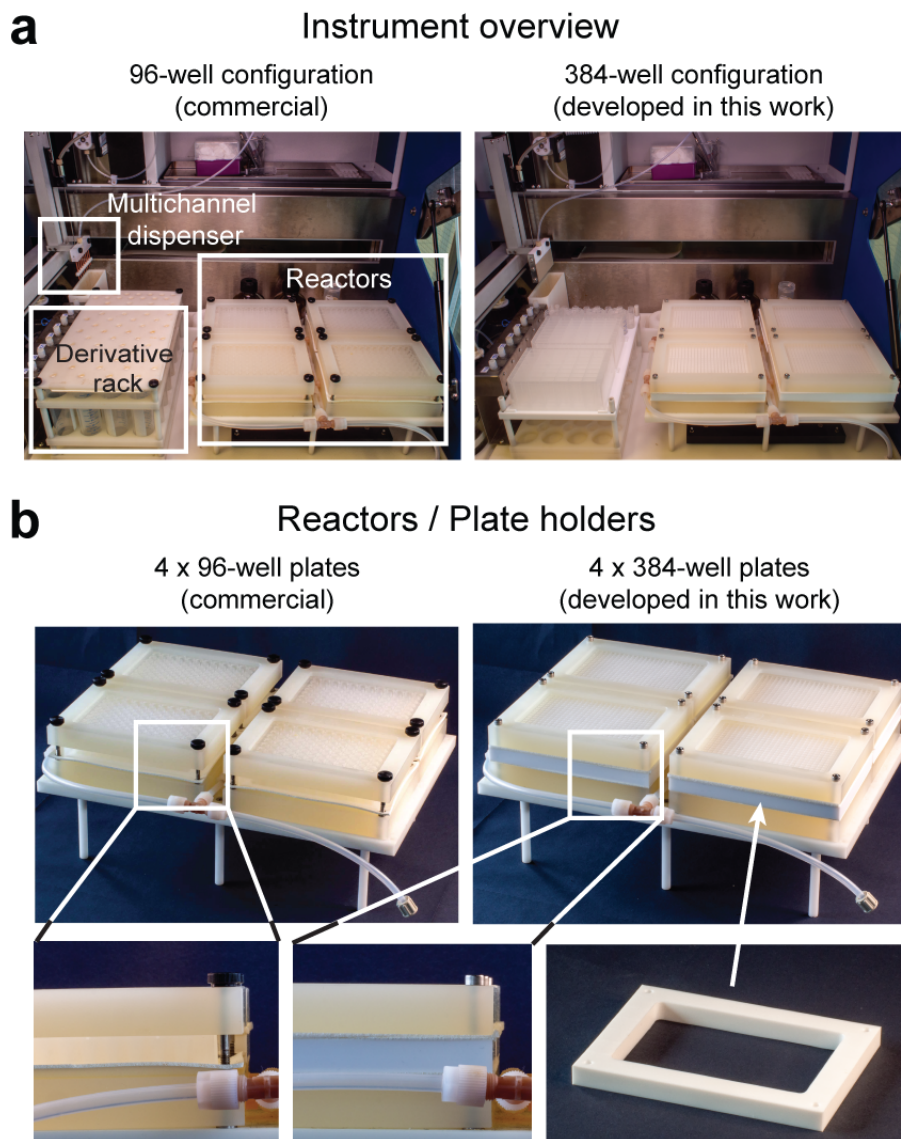 a
Instrument overview
96-well configuration
(commercial)
384-well configuration
(developed in this work)
Multichannel
dispenser
Reactors
Derivative
rack
b
Reactors / Plate holders
4 x 96-well plates
(commercial)
4 x 384-well plates
(developed in this work)